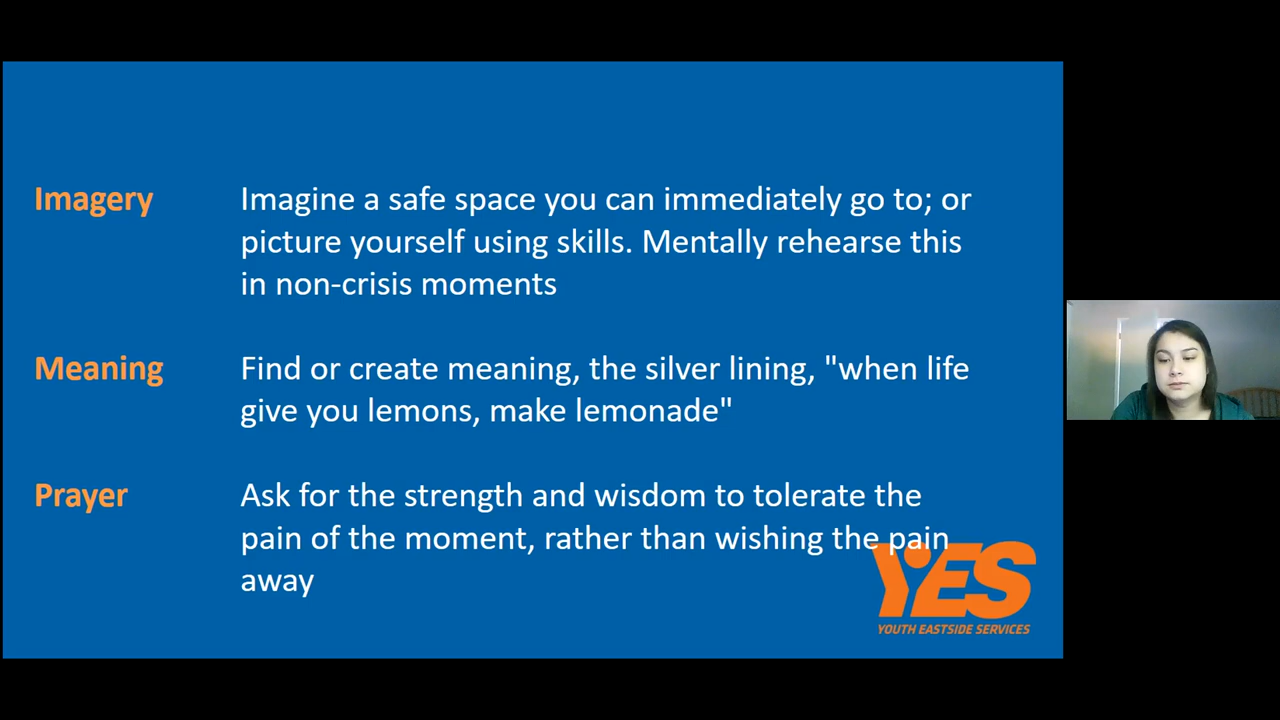 Imagery
Imagine a safe space you can immediately go to; or
picture yourself using skills. Mentally rehearse this
in non-crisis moments
Meaning
Find or create meaning, the silver lining, "when life
give you lemons, make lemonade"
Prayer
Ask for the strength and wisdom to tolerate the
pain of the moment, rather than wishing the pain
away
YES
YOUTH EASTSIDE SERVICES